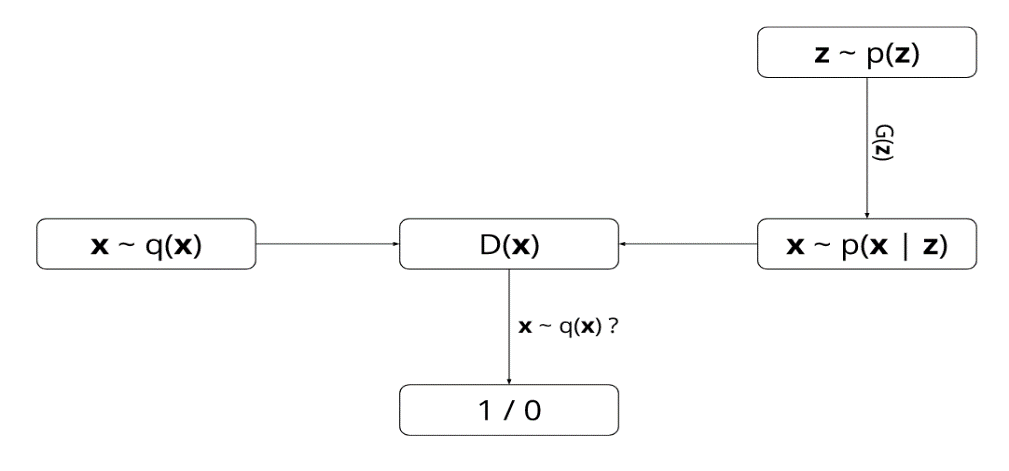 z ~ p(z)
G(z)
x ~ q(x)
D(x)
x ~ p(x | z)
x ~ q(x) ?
1 / 0